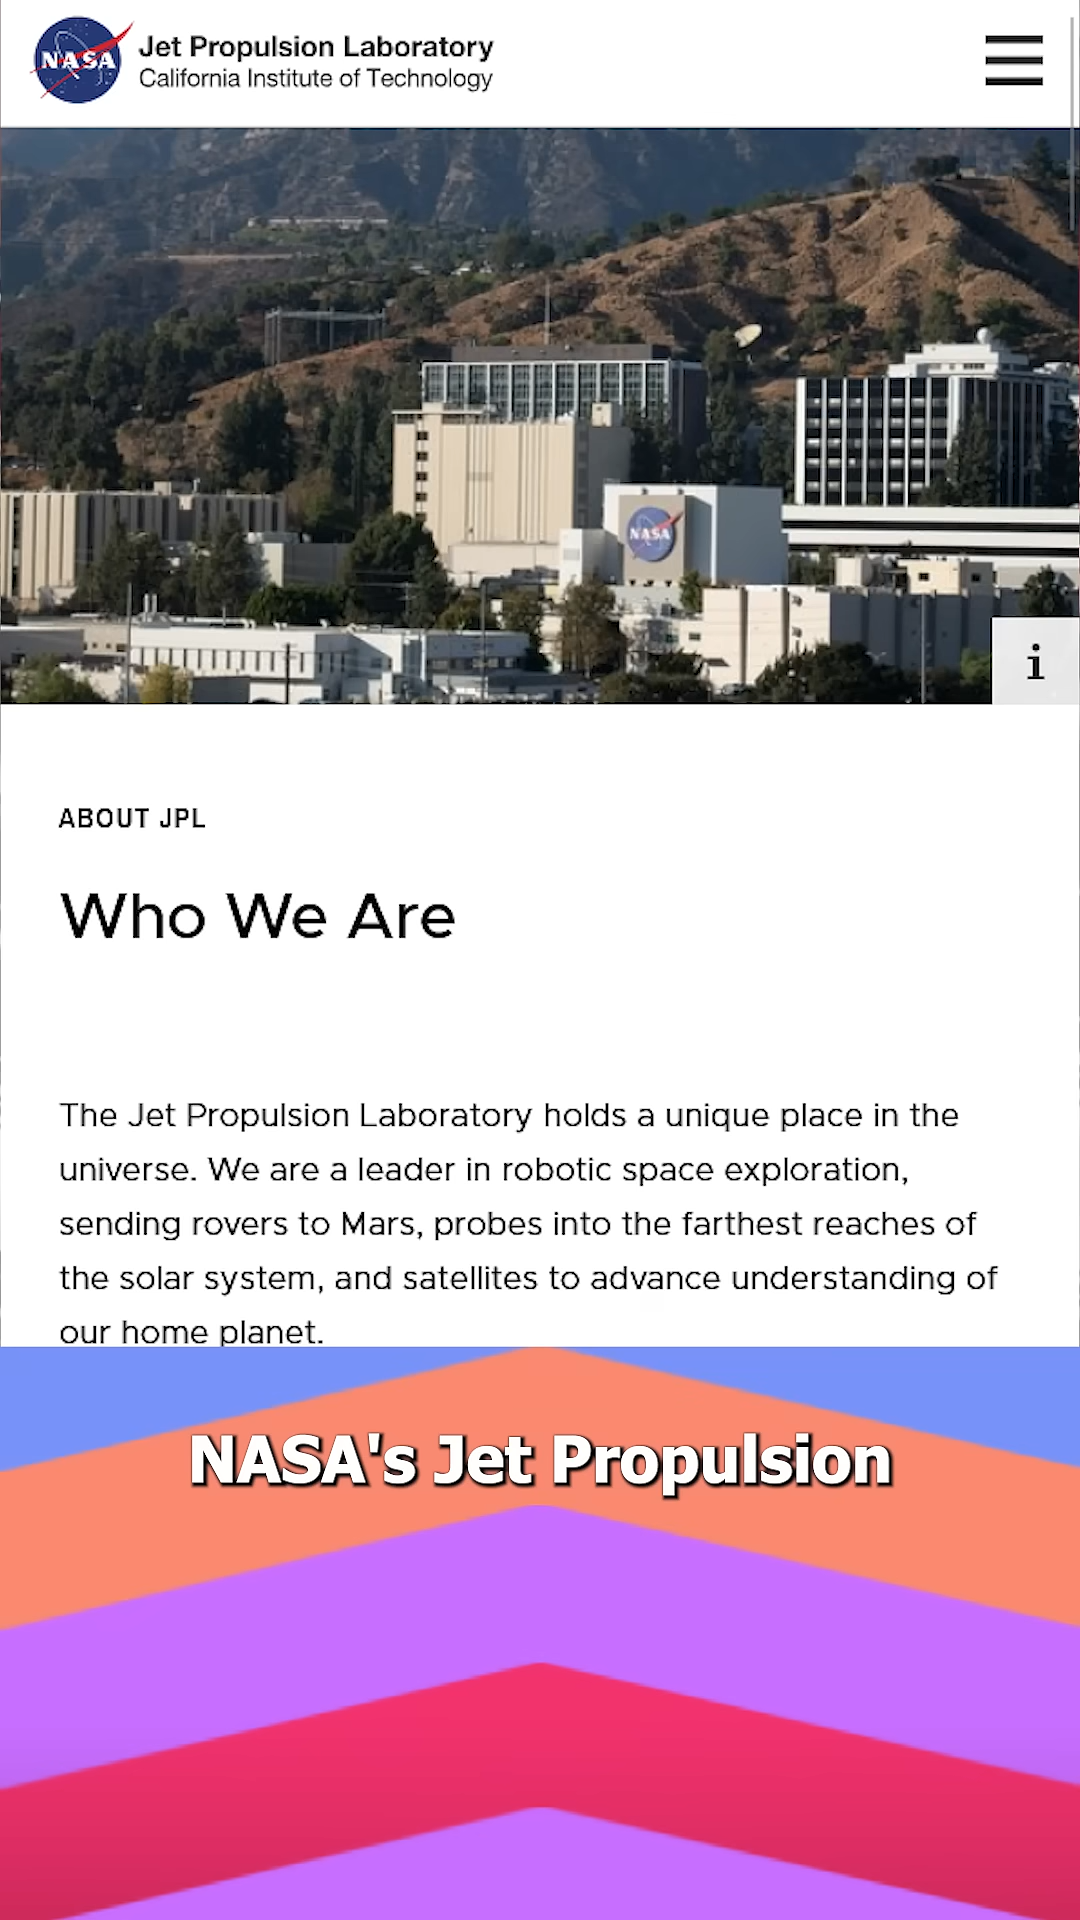 NASA
Jet Propulsion Laboratory
California Institute of Technology
NASA
i
ABOUT JPL
Who We Are
The Jet Propulsion Laboratory holds a unique place in the
universe. We are a leader in robotic space exploration,
sending rovers to Mars, probes into the farthest reaches of
the solar system, and satellites to advance understanding of
our home planet.
NASA's Jet Propulsion